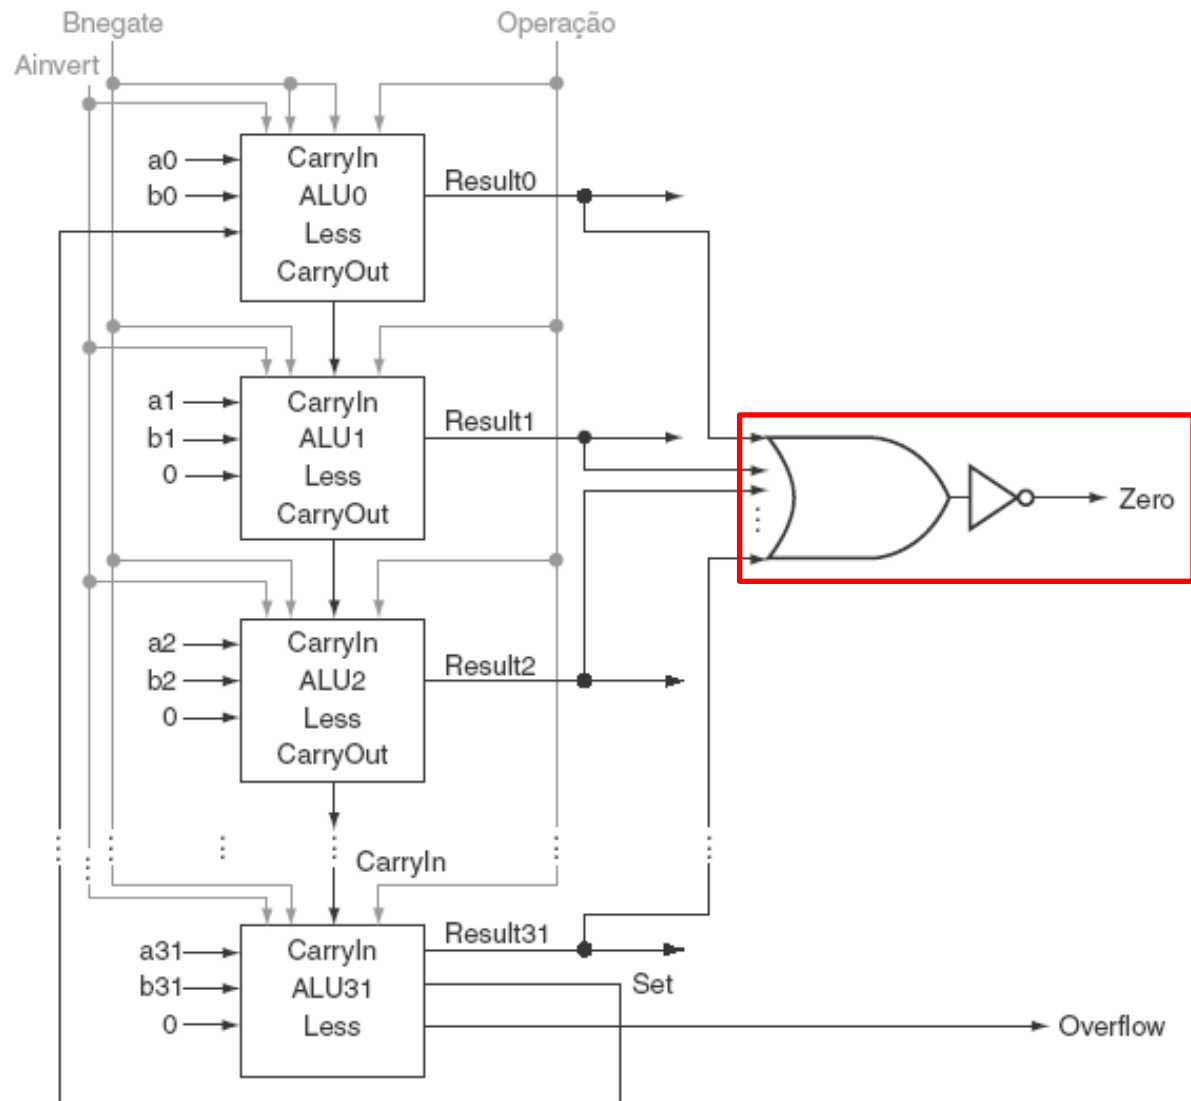 Bnegate
Operação
Ainvert
a0
b0
CarryIn
ALU0
Less
CarryOut
Result0
a1
b1
0
CarryIn
ALU1
Less
CarryOut
Result1
Zero
a2
b2
0
CarryIn
ALU2
Less
CarryOut
Result2
CarryIn
a31
b31
0
CarryIn
ALU31
Less
Result31
Set
Overflow